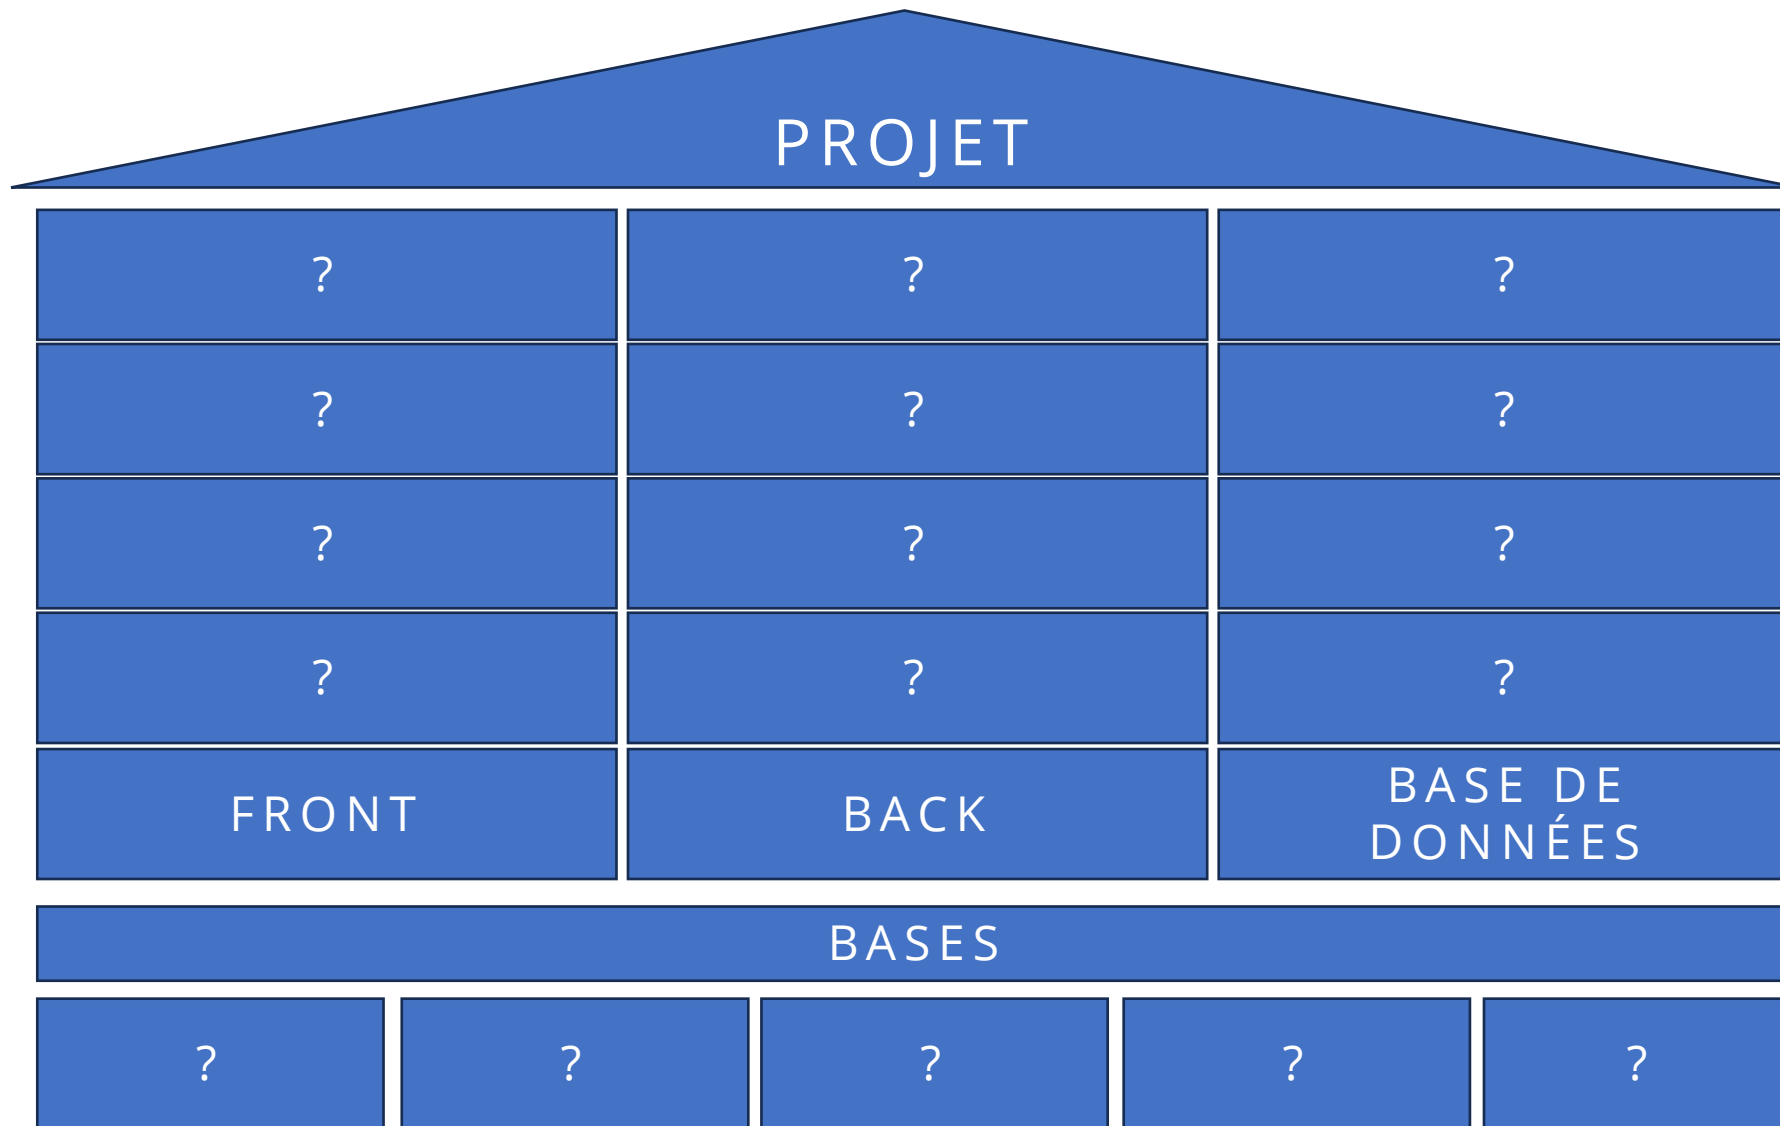 PROJET
? ? ?
? ? ?
? ? ?
? ? ?
FRONT
BACK
BASE DE
DONNÉES
BASES
? ? ? ? ?